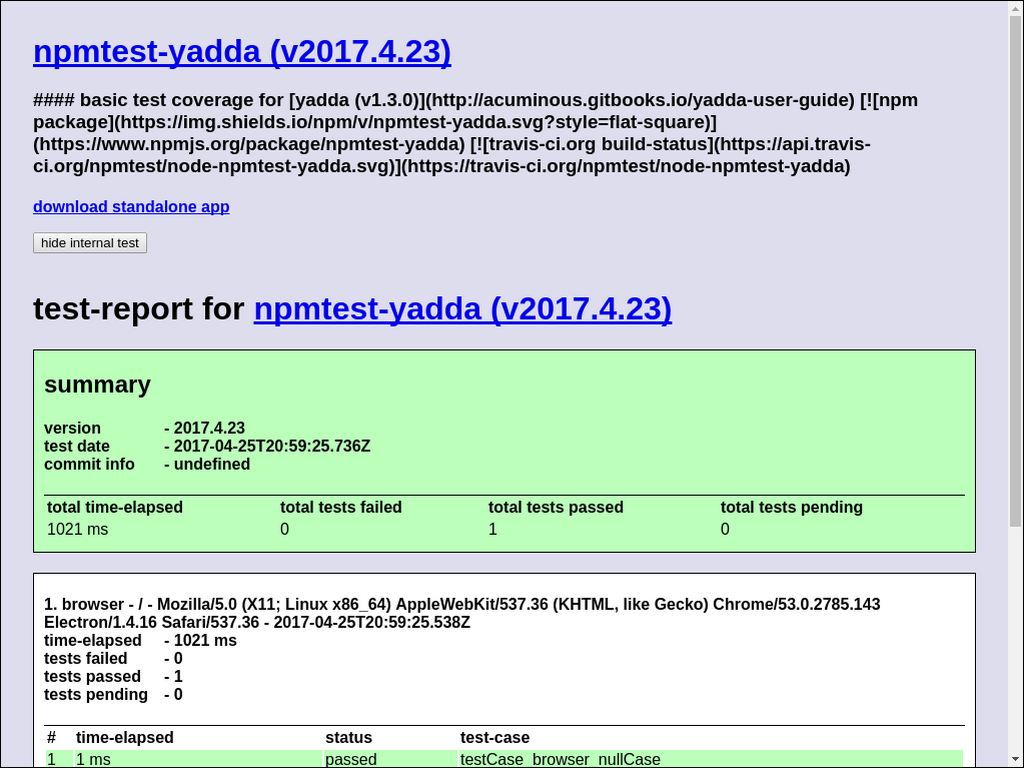 npmtest-yadda (v2017.4.23)
#### basic test coverage for [yadda (v1.3.0)](http://acuminous.gitbooks.io/yadda-user-guide) [![npm
package](https://img.shields.io/npm/v/npmtest-yadda.svg?style=flat-square)]
(https://www.npmjs.org/package/npmtest-yadda) [![travis-ci.org build-status](https://api.travis-
ci.org/npmtest/node-npmtest-yadda.svg)](https://travis-ci.org/npmtest/node-npmtest-yadda)
download standalone app
hide internal test
test-report for npmtest-yadda (v2017.4.23)
summary
version - 2017.4.23
test date - 2017-04-25T20:59:25.736Z
commit info - undefined
total time-elapsed total tests failed total tests passed total tests pending
1021 ms 0 1 0
1. browser - / - Mozilla/5.0 (X11; Linux x86_64) AppleWebKit/537.36 (KHTML, like Gecko) Chrome/53.0.2785.143
Electron/1.4.16 Safari/537.36 - 2017-04-25T20:59:25.538Z
time-elapsed - 1021 ms
tests failed - 0
tests passed - 1
tests pending - 0
# time-elapsed status test-case
1 1 ms passed testCase_browser_nullCase